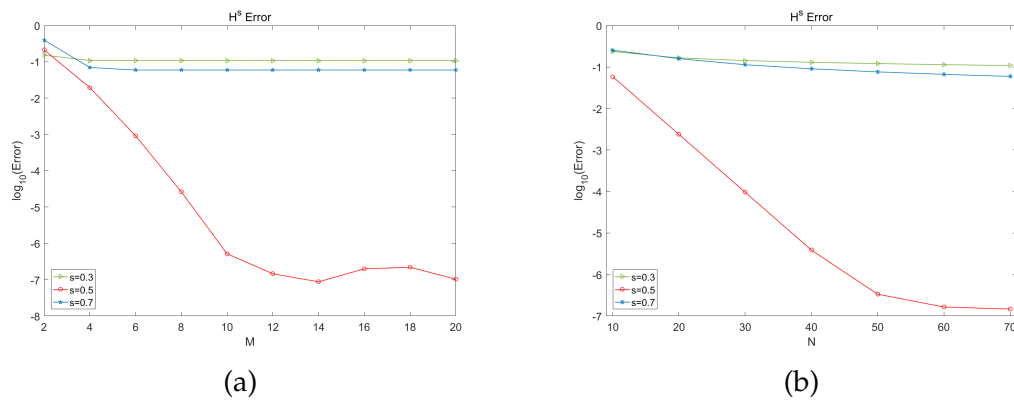 H^s Error
0
-1
-2
-3
-4
-5
-6
-7
-8
log₁₀(Error)
s=0.3
s=0.5
s=0.7
2 4 6 8 10 12 14 16 18 20
M
(a)
H^s Error
0
-1
-2
-3
-4
-5
-6
-7
log₁₀(Error)
s=0.3
s=0.5
s=0.7
10 20 30 40 50 60 70
N
(b)